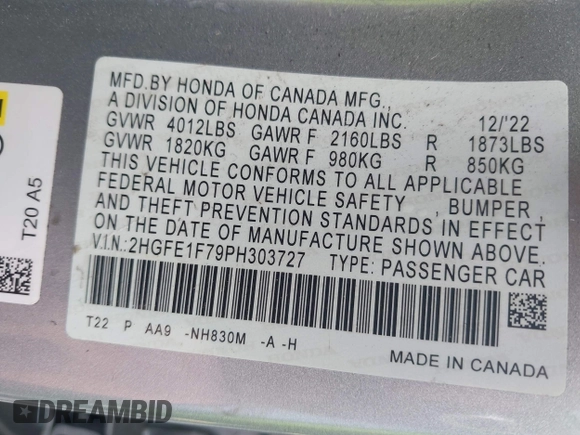 MFD.BY HONDA OF CANADA MFG.,
A DIVISION OF HONDA CANADA INC. 12/'22
GVWR 4012LBS GAWR F 2160LBS R 1873LBS
GVWR 1820KG GAWR F 980KG R 850KG
THIS VEHICLE CONFORMS TO ALL APPLICABLE
FEDERAL MOTOR VEHICLE SAFETY , BUMPER ,
AND THEFT PREVENTION STANDARDS IN EFFECT
ON THE DATE OF MANUFACTURE SHOWN ABOVE.
V.I.N.:2HGFE1F79PH303727 TYPE: PASSENGER CAR
T22 P AA9 -NH830M -A -H
MADE IN CANADA
T20 A5
DREAMBID